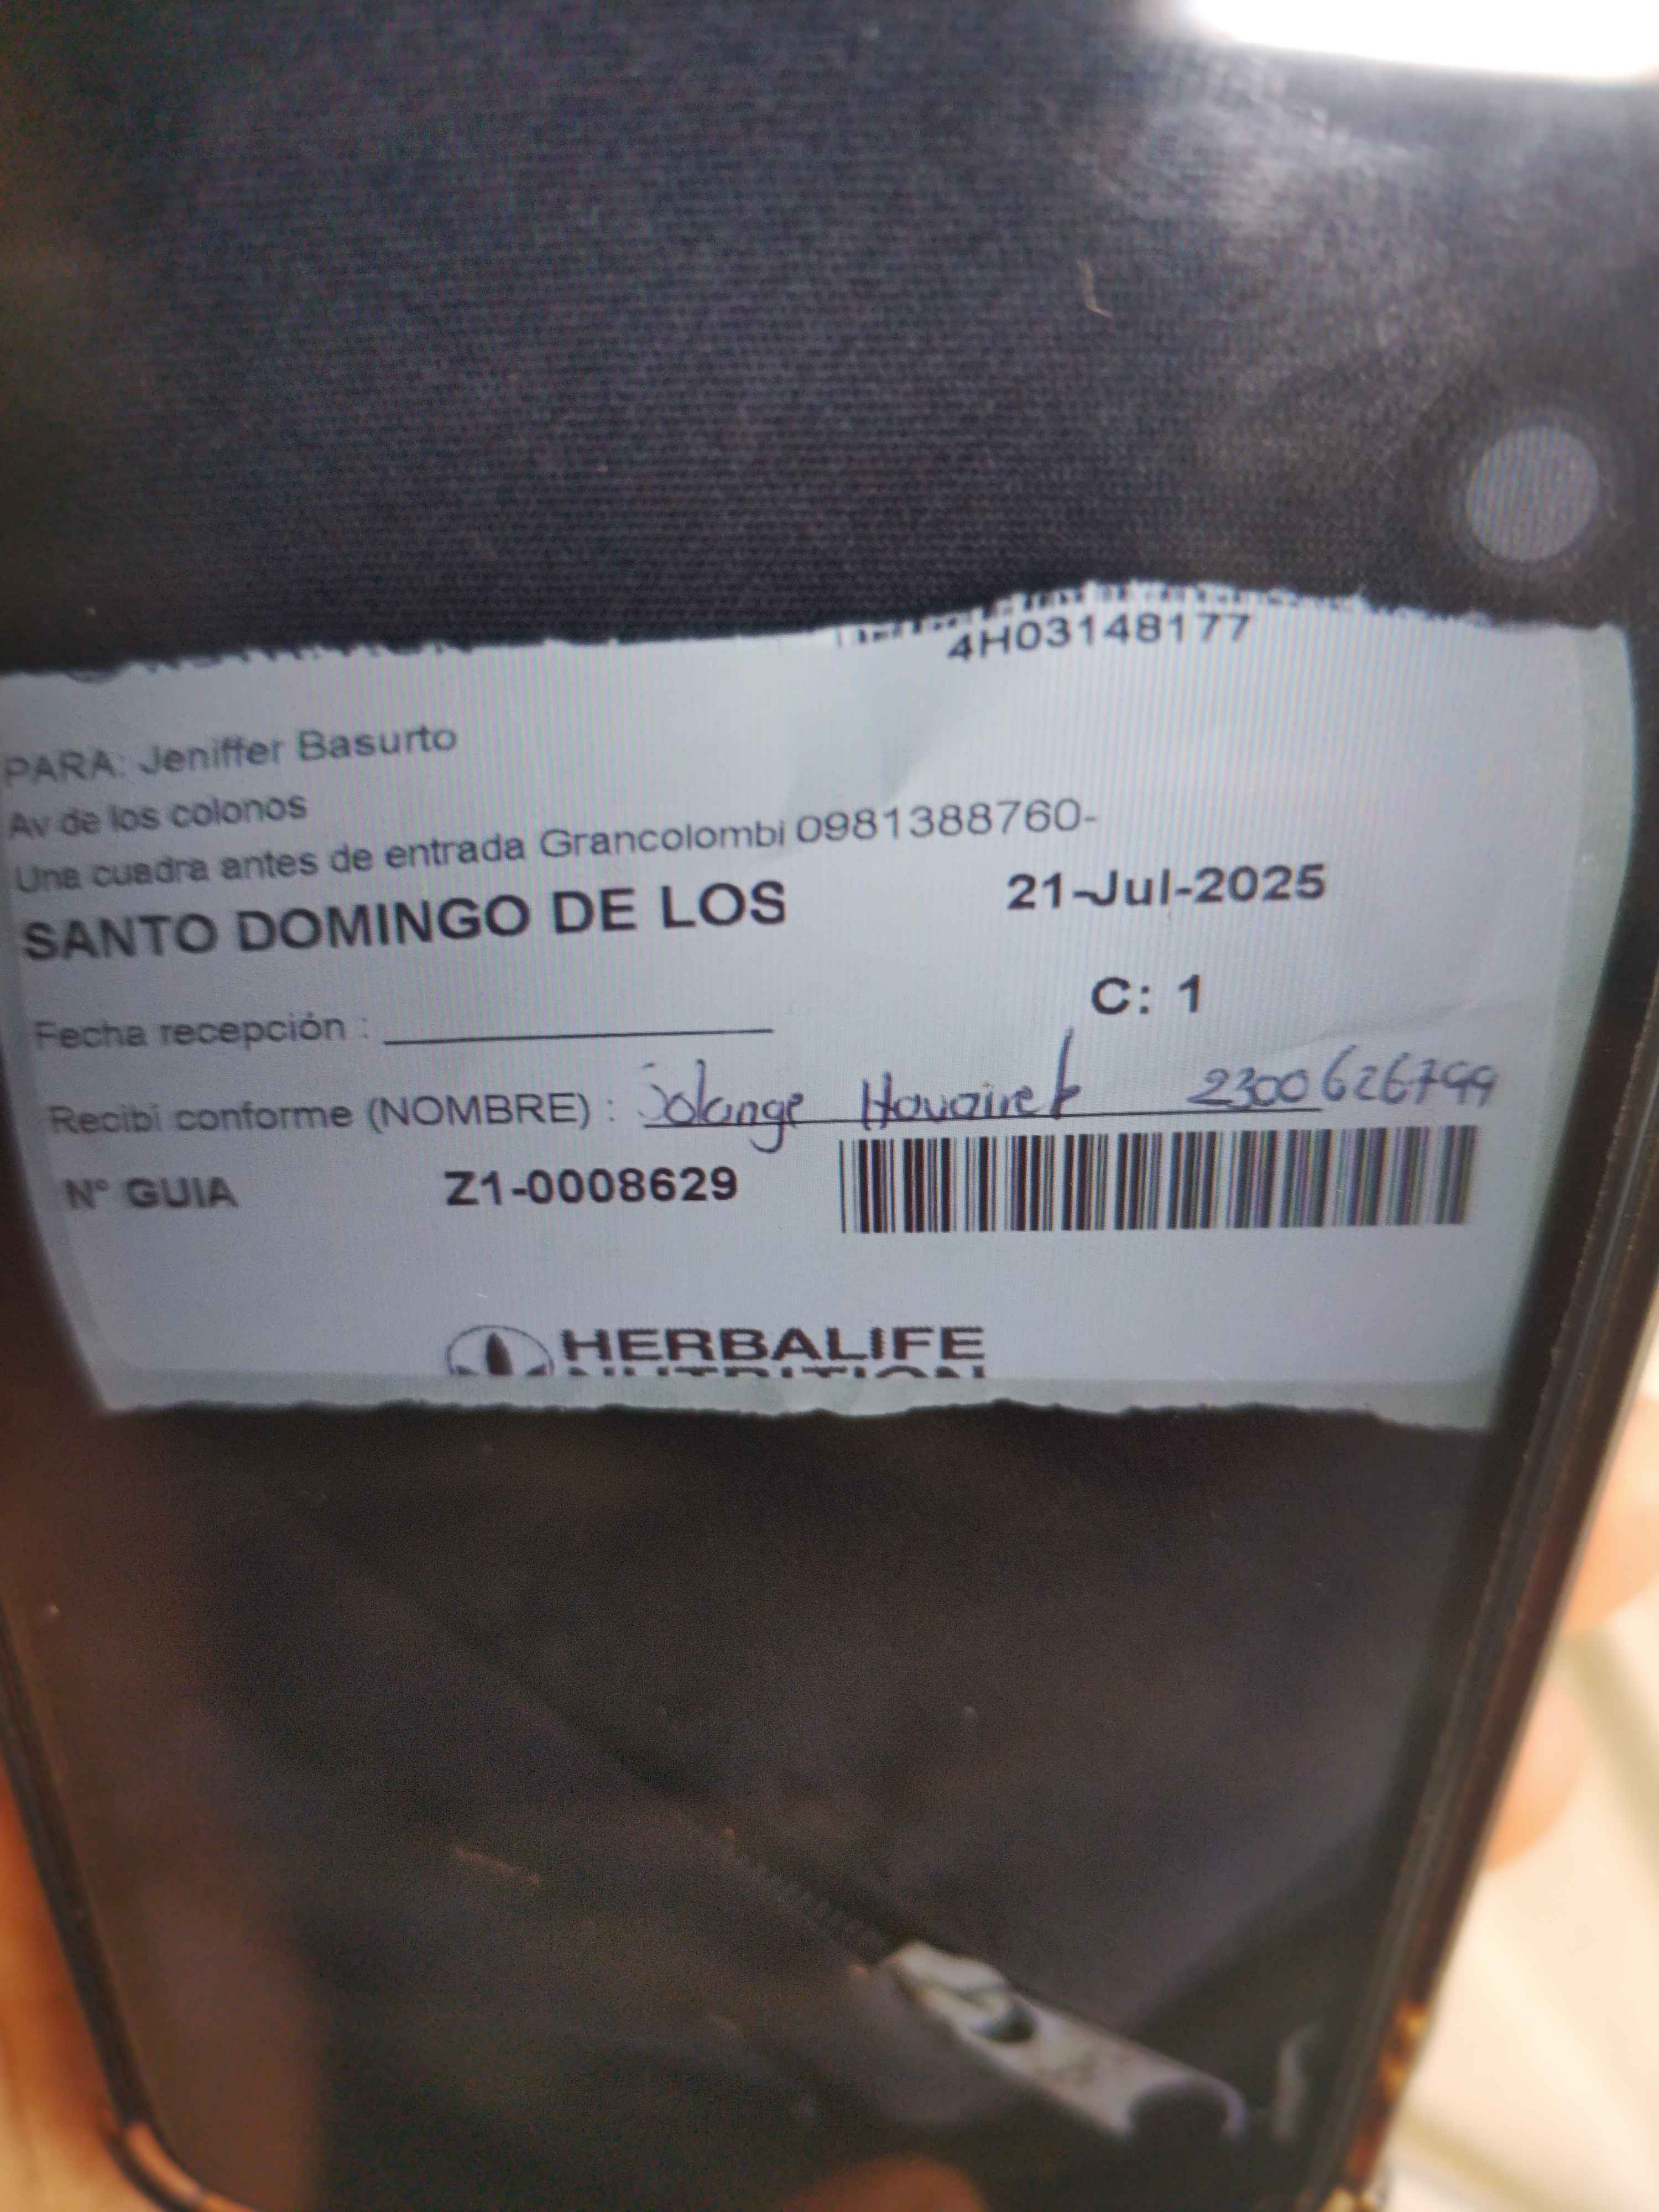 4H03148177
PARA: Jeniffer Basurto
Av de los colonos
Una cuadra antes de entrada Grancolombi 0981388760-
SANTO DOMINGO DE LOS 21-Jul-2025
C: 1
Fecha recepción :
Recibi conforme (NOMBRE) : Solange 2300626799
N° GUIA Z1-0008629
HERBALIFE
NUTRITION